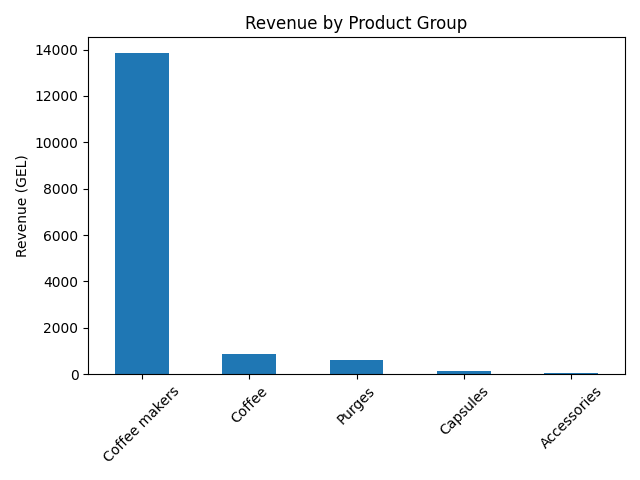 Revenue by Product Group
14000
12000
10000
8000
6000
4000
2000
0
Revenue (GEL)
Coffee makers
Coffee
Purges
Capsules
Accessories